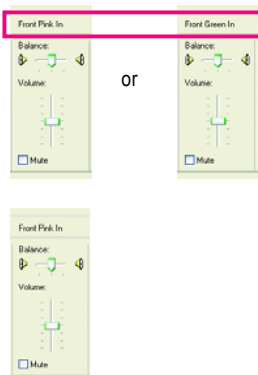 Front Pink In
Front Green In
Balance:
Balance:
or
Volume:
Volume:
Mute
Mute
Front Pink In
Balance:
Volume:
Mute